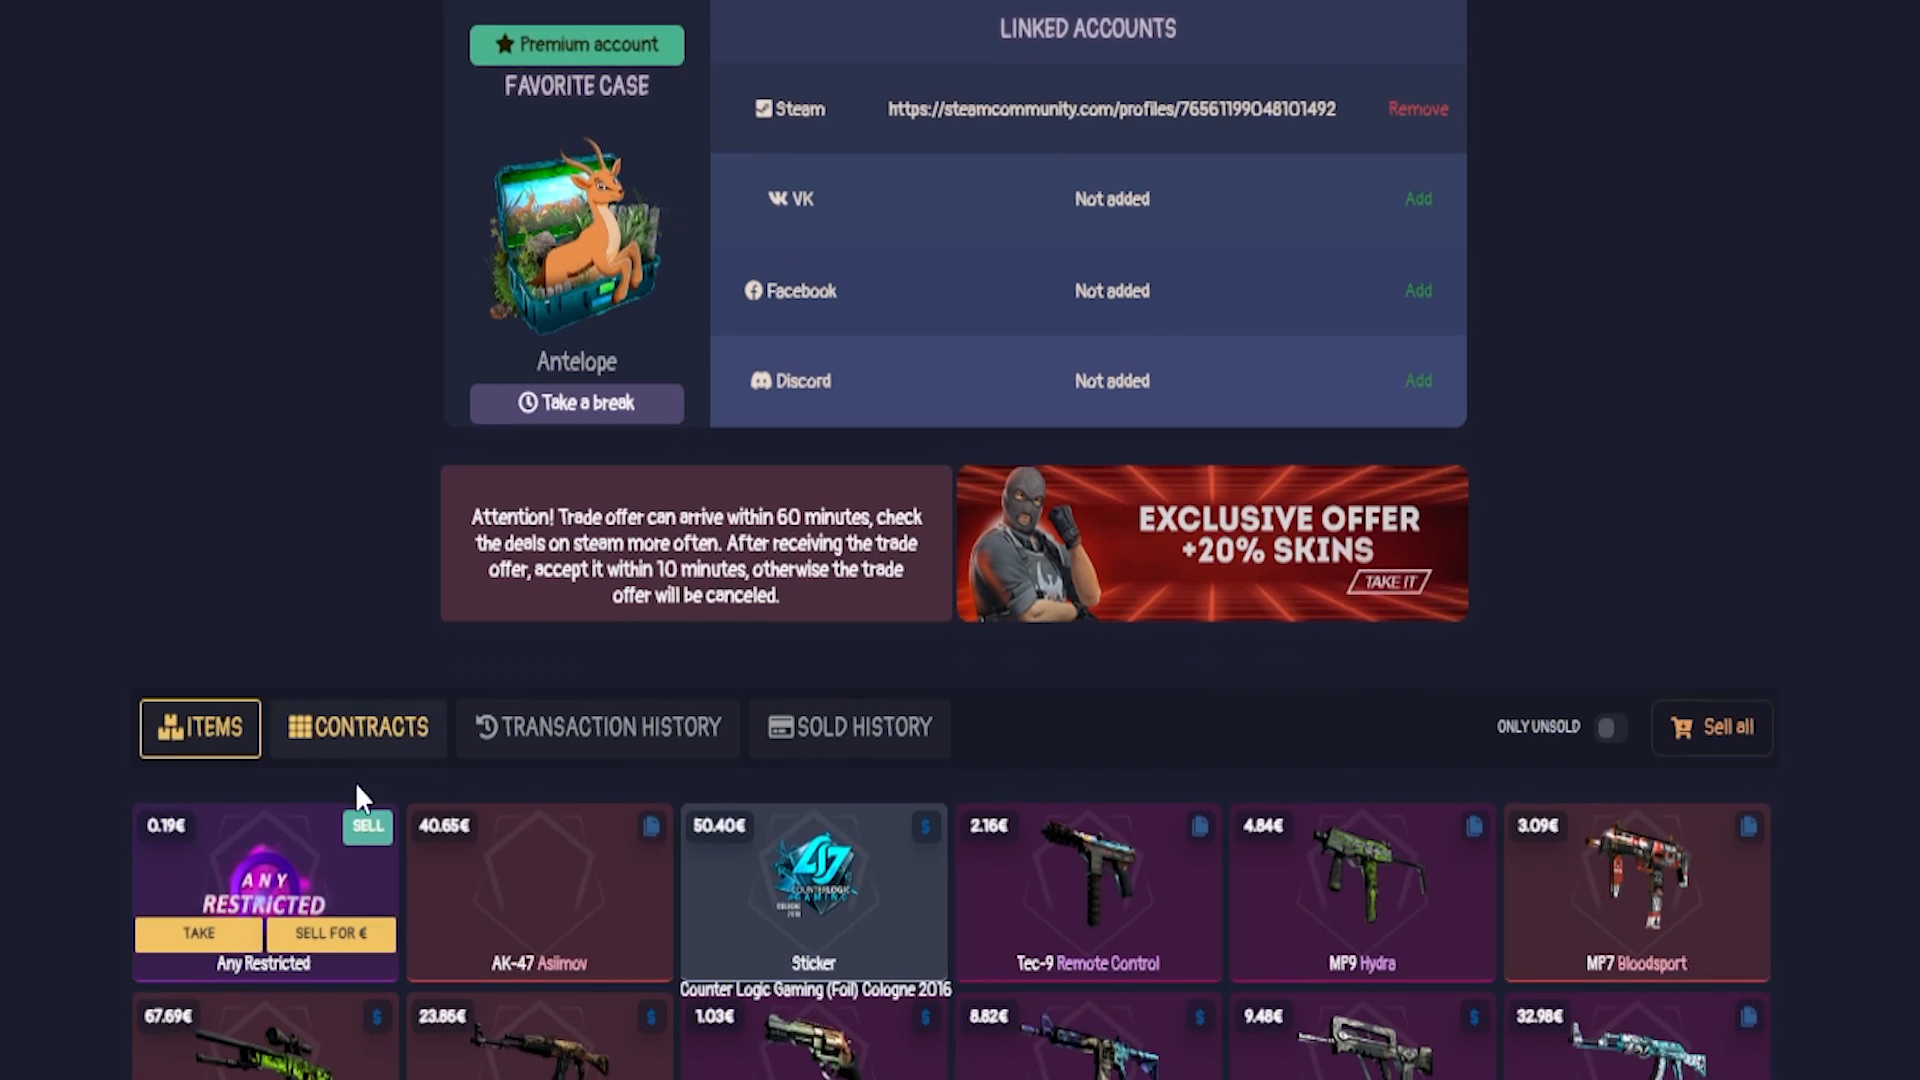 Premium account
FAVORITE CASE
Antelope
Take a break
LINKED ACCOUNTS
Steam https://steamcommunity.com/profiles/76561199048101492 Remove
VK Not added Add
Facebook Not added Add
Discord Not added Add
Attention! Trade offer can arrive within 60 minutes, check
the deals on steam more often. After receiving the trade
offer, accept it within 10 minutes, otherwise the trade
offer will be canceled.
EXCLUSIVE OFFER
+20% SKINS
TAKE IT
ITEMS CONTRACTS TRANSACTION HISTORY SOLD HISTORY ONLY UNSOLD Sell all
0.19€ SELL
ANY
RESTRICTED
TAKE SELL FOR €
Any Restricted
40.65€
AK-47 Asiimov
50.40€
COUNTER LOGIC
GAMING
COLOGNE
2016
Sticker
Counter Logic Gaming (Foil) Cologne 2016
2.16€
Tec-9 Remote Control
4.84€
MP9 Hydra
3.09€
MP7 Bloodsport
67.69€ $
23.86€ $
1.03€ $
8.82€ $
9.48€ $
32.98€